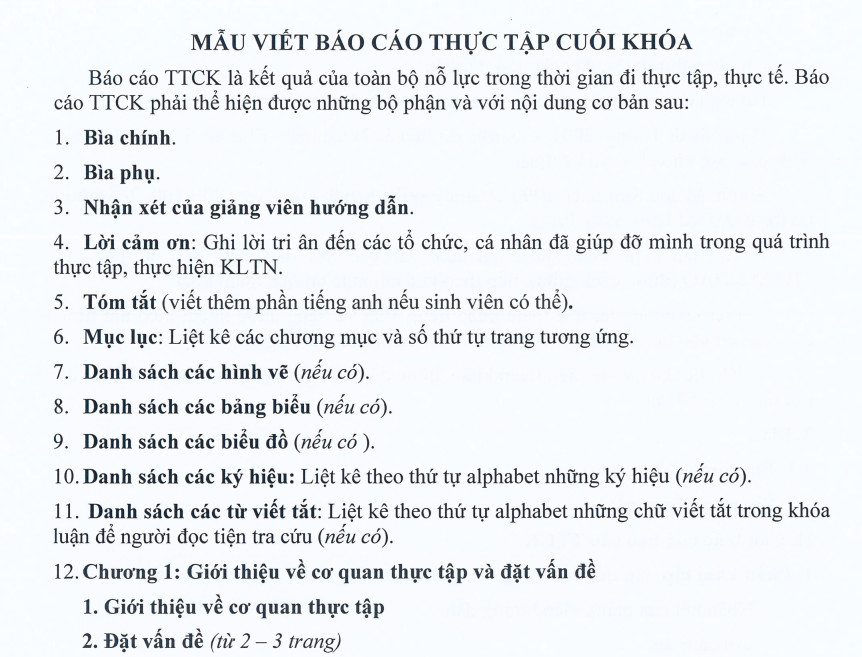 MẪU VIẾT BÁO CÁO THỰC TẬP CUỐI KHÓA
Báo cáo TTCK là kết quả của toàn bộ nỗ lực trong thời gian đi thực tập, thực tế. Báo
cáo TTCK phải thể hiện được những bộ phận và với nội dung cơ bản sau:
1. Bìa chính.
2. Bìa phụ.
3. Nhận xét của giảng viên hướng dẫn.
4. Lời cảm ơn: Ghi lời tri ân đến các tổ chức, cá nhân đã giúp đỡ mình trong quá trình
thực tập, thực hiện KLTN.
5. Tóm tắt (viết thêm phần tiếng anh nếu sinh viên có thể).
6. Mục lục: Liệt kê các chương mục và số thứ tự trang tương ứng.
7. Danh sách các hình vẽ (nếu có).
8. Danh sách các bảng biểu (nếu có).
9. Danh sách các biểu đồ (nếu có ).
10. Danh sách các ký hiệu: Liệt kê theo thứ tự alphabet những ký hiệu (nếu có).
11. Danh sách các từ viết tắt: Liệt kê theo thứ tự alphabet những chữ viết tắt trong khóa
luận để người đọc tiện tra cứu (nếu có).
12. Chương 1: Giới thiệu về cơ quan thực tập và đặt vấn đề
1. Giới thiệu về cơ quan thực tập
2. Đặt vấn đề (từ 2 – 3 trang)